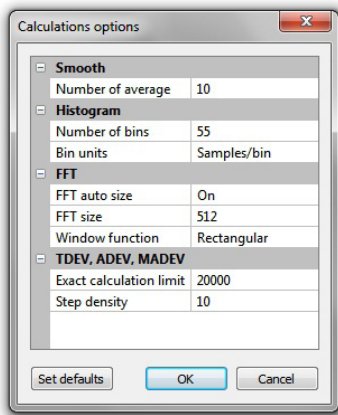 Calculations options
Smooth
Number of average 10
Histogram
Number of bins 55
Bin units Samples/bin
FFT
FFT auto size On
FFT size 512
Window function Rectangular
TDEV, ADEV, MADEV
Exact calculation limit 20000
Step density 10
Set defaults OK Cancel